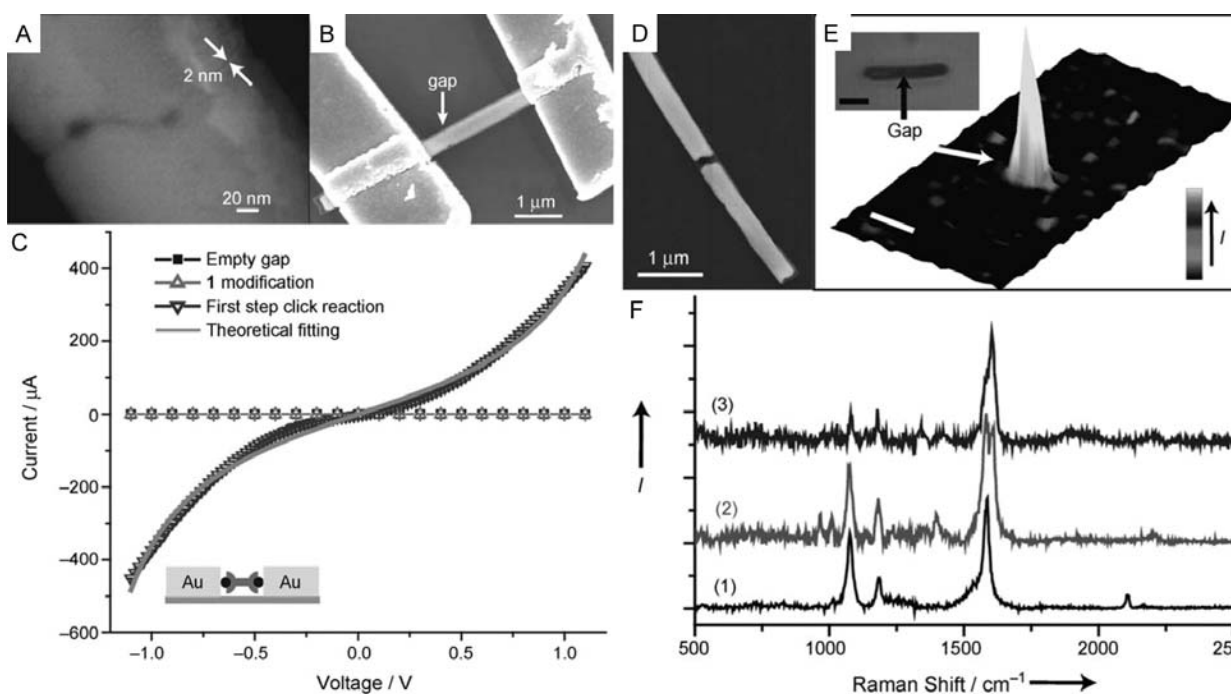 A
2 nm
20 nm
B
gap
1 μm
C
Empty gap
1 modification
First step click reaction
Theoretical fitting
400
200
0
−200
−400
−600
Current / μA
Au
Au
−1.0
−0.5
0.0
0.5
1.0
Voltage / V
D
1 μm
E
Gap
I
F
(3)
(2)
(1)
I
500
1000
1500
2000
250
Raman Shift / cm⁻¹